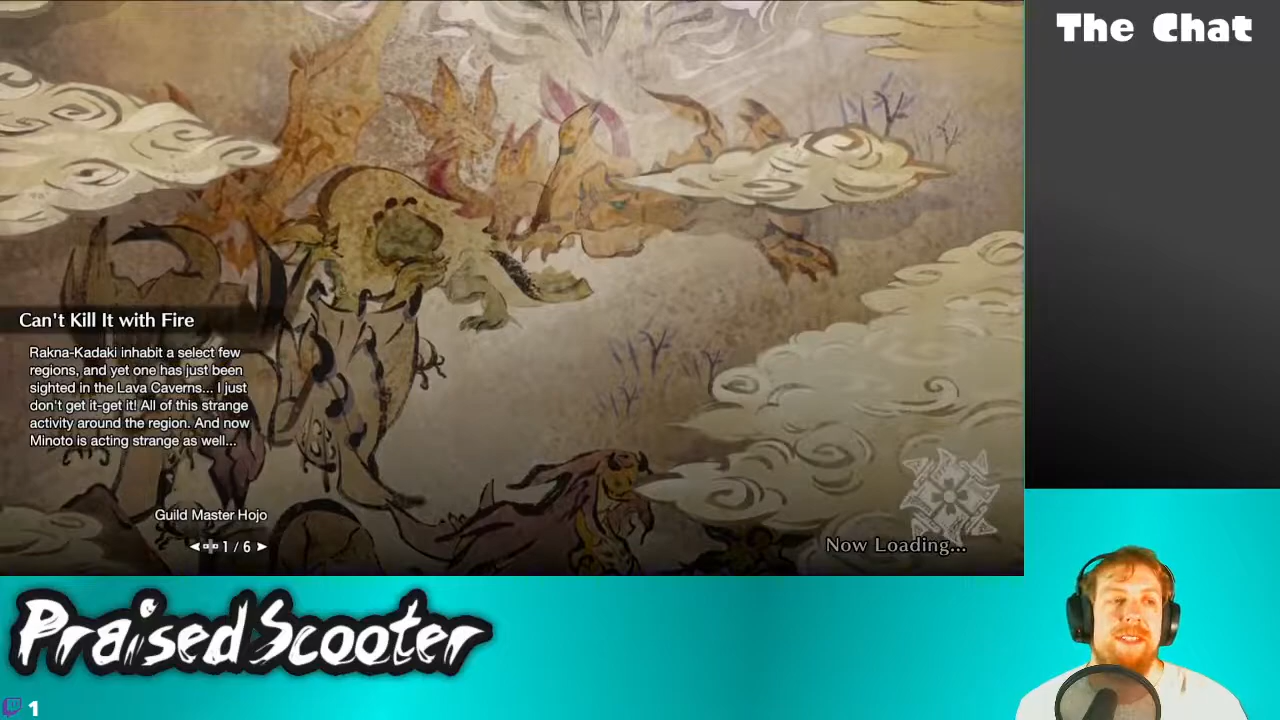 The Chat
Can't Kill It with Fire
Rakna-Kadaki inhabit a select few
regions, and yet one has just been
sighted in the Lava Caverns... I just
don't get it-get it! All of this strange
activity around the region. And now
Minoto is acting strange as well...
Guild Master Hojo
1 / 6
Now Loading...
PraisedScooter
1